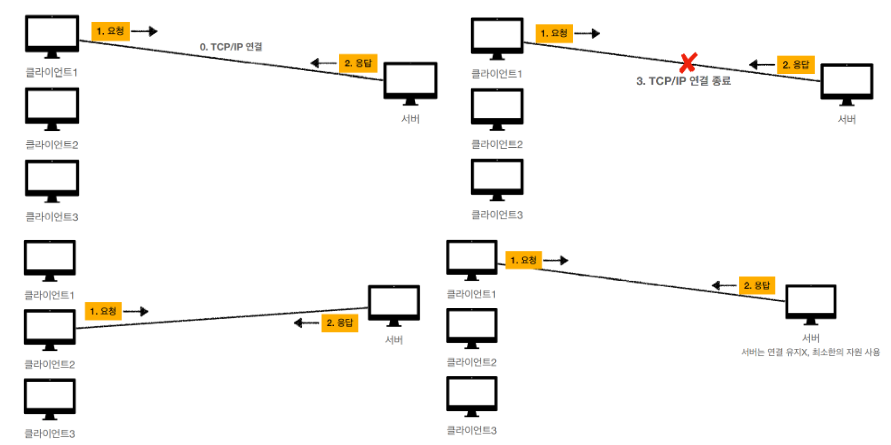 1. 요청
0. TCP/IP 연결
2. 응답
클라이언트1
서버
클라이언트2
클라이언트3
1. 요청
2. 응답
클라이언트1
3. TCP/IP 연결 종료
서버
클라이언트2
클라이언트3
클라이언트1
1. 요청
2. 응답
서버
클라이언트2
클라이언트3
1. 요청
2. 응답
클라이언트1
서버
서버는 연결 유지X, 최소한의 자원 사용
클라이언트2
클라이언트3